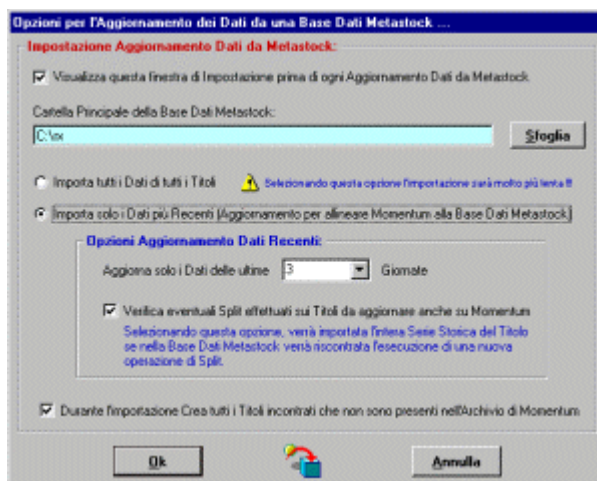 Opzioni per l'Aggiornamento dei Dati da una Base Dati Metastock ...
Impostazione Aggiornamento Dati da Metastock:
Visualizza questa finestra di Impostazione prima di ogni Aggiornamento Dati da Metastock
Cartella Principale della Base Dati Metastock:
Sfoglia
Importa tutti i Dati di tutti i Titoli
Selezionando questa opzione l'importazione sarà molto più lenta !!
Importa solo i Dati più Recenti (Aggiornamento per allineare Momentum alla Base Dati Metastock)
Opzioni Aggiornamento Dati Recenti:
Aggiorna solo i Dati delle ultime 3 Giornate
Verifica eventuali Split effettuati sui Titoli da aggiornare anche su Momentum
Selezionando questa opzione, verrà importata l'intera Serie Storica del Titolo
se nella Base Dati Metastock verrà riscontrata l'esecuzione di una nuova
operazione di Split.
Durante l'importazione Crea tutti i Titoli incontrati che non sono presenti nell'Archivio di Momentum
Ok
Annulla